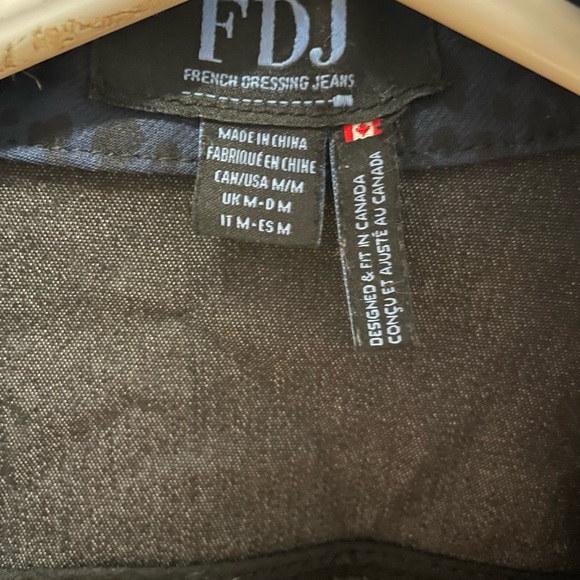 FDJ
FRENCH DRESSING JEANS
MADE IN CHINA
FABRIQUÉ EN CHINE
CAN/USA M/M
UK M - D M
IT M - ES M
DESIGNED & FIT IN CANADA
CONÇU ET AJUSTÉ AU CANADA